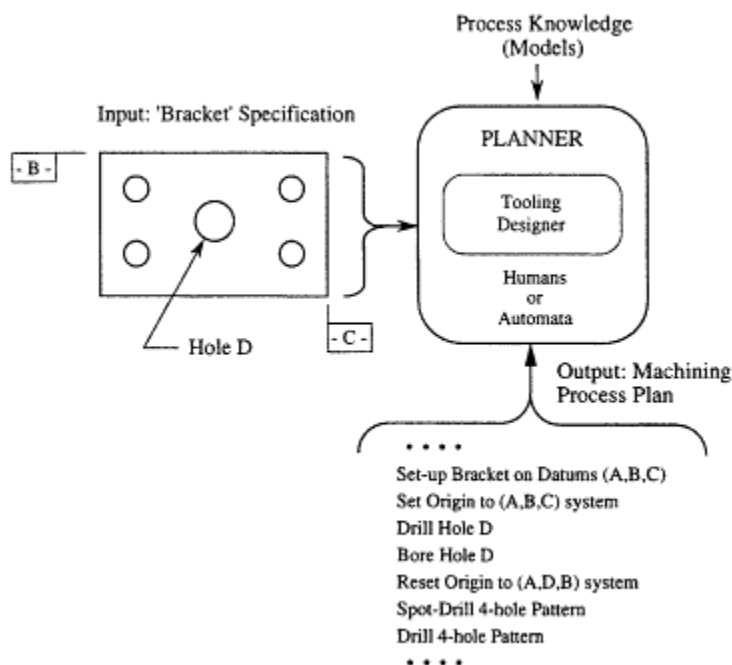 Process Knowledge
(Models)
Input: 'Bracket' Specification
PLANNER
- B -
Tooling
Designer
Humans
or
Automata
- C -
Hole D
Output: Machining
Process Plan
• • • •
Set-up Bracket on Datums (A,B,C)
Set Origin to (A,B,C) system
Drill Hole D
Bore Hole D
Reset Origin to (A,D,B) system
Spot-Drill 4-hole Pattern
Drill 4-hole Pattern
• • • •